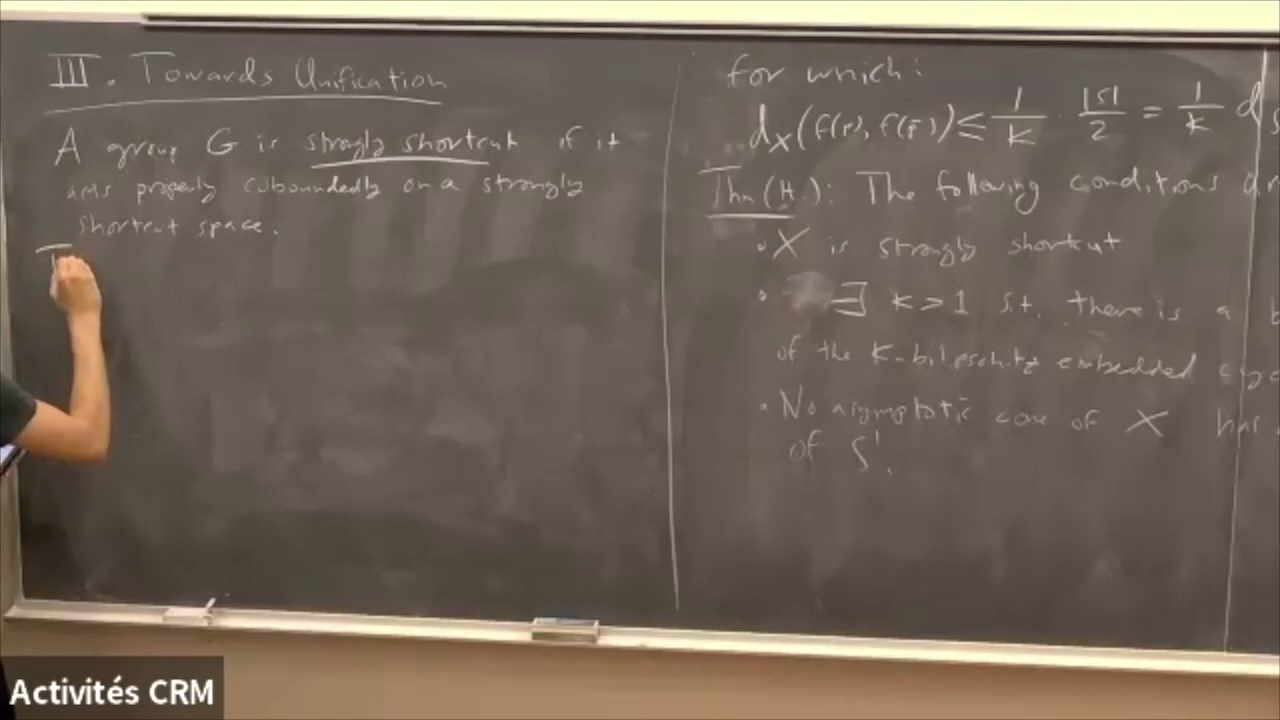 III. Towards Unification
A group G is strongly shortcut if it
acts properly coboundedly on a strongly
shortcut space.
for which:
d_X(f(p), f(p̄)) ≤ 1/K · |S|/2 = 1/K d
Thm (H.): The following conditions
• X is strongly shortcut
• ∃ K > 1 s.t. there is a
of the K-bilipschitz embedded
• No asymptotic cone of X has
of S¹.
Activités CRM